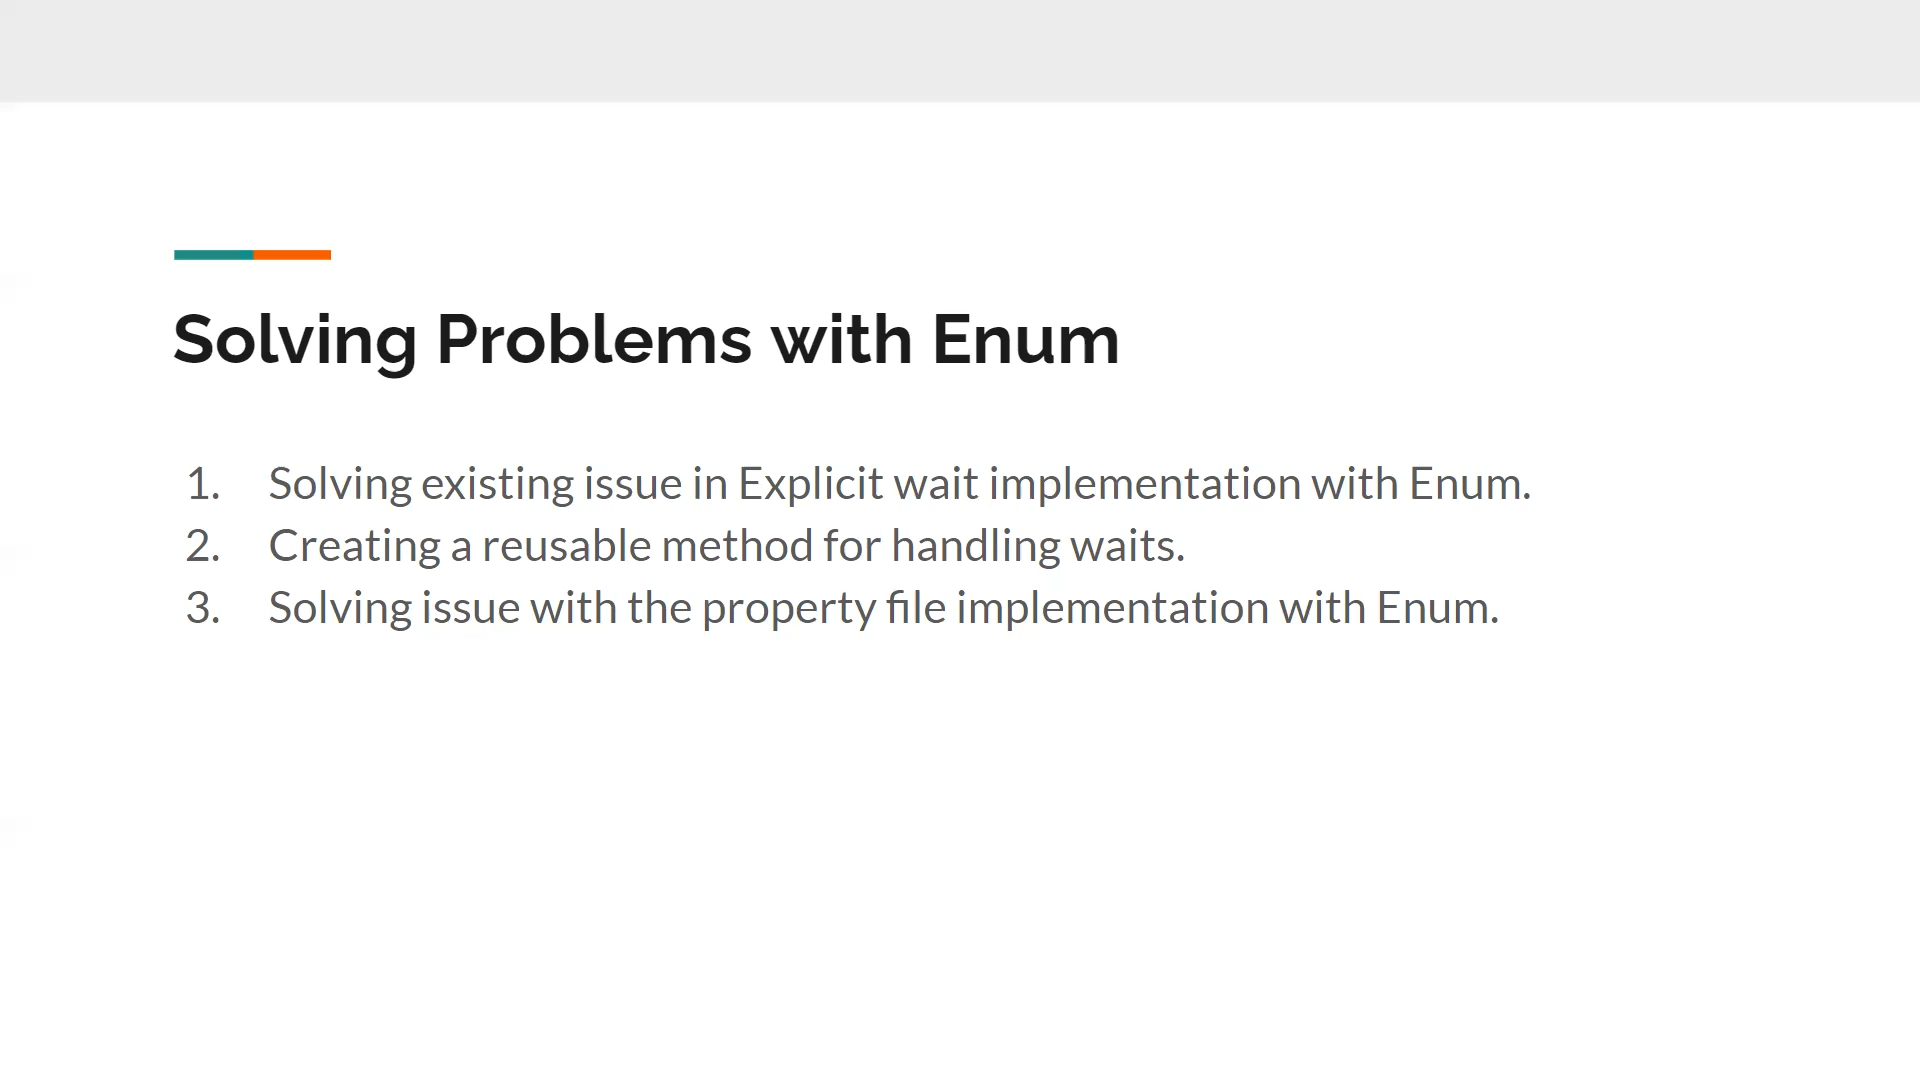 Solving Problems with Enum
1. Solving existing issue in Explicit wait implementation with Enum.
2. Creating a reusable method for handling waits.
3. Solving issue with the property file implementation with Enum.